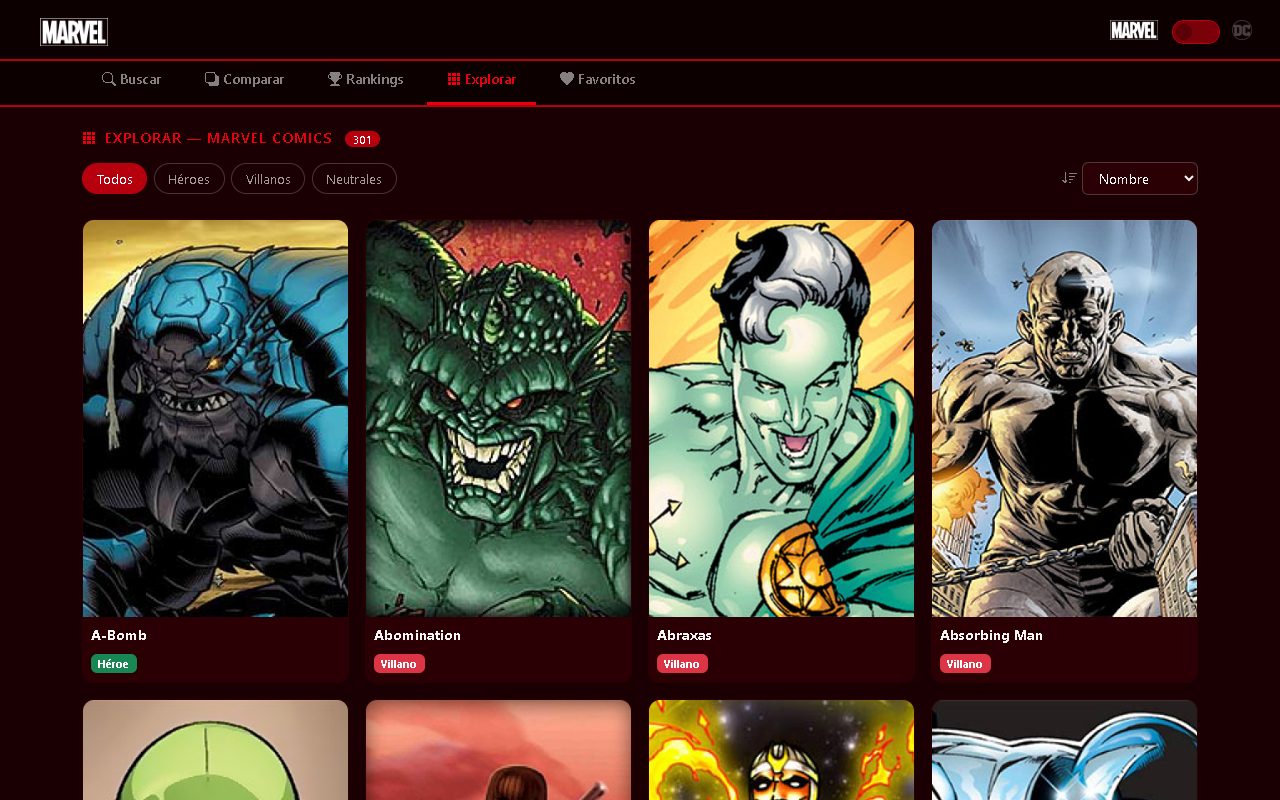 MARVEL
MARVEL DC
Buscar Comparar Rankings Explorar Favoritos
EXPLORAR — MARVEL COMICS 301
Todos Héroes Villanos Neutrales Nombre
A-Bomb Abomination Abraxas Absorbing Man
Héroe Villano Villano Villano